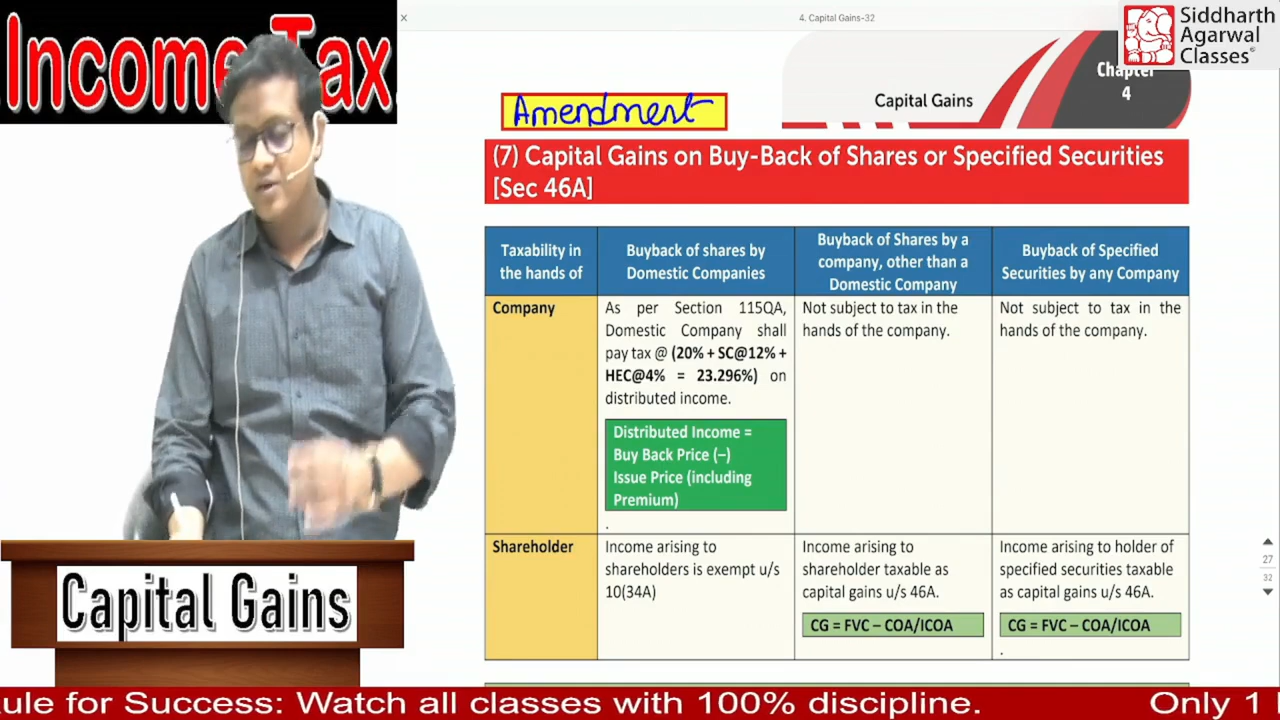 Income Tax
×
4. Capital Gains-32
Siddharth
Agarwal
Classes®
Chapter
4
Capital Gains
Amendment
(7) Capital Gains on Buy-Back of Shares or Specified Securities
[Sec 46A]
Taxability in
the hands of
Buyback of shares by
Domestic Companies
Buyback of Shares by a
company, other than a
Domestic Company
Buyback of Specified
Securities by any Company
Company
As per Section 115QA,
Domestic Company shall
pay tax @ (20% + SC@12% +
HEC@4% = 23.296%) on
distributed income.
Distributed Income =
Buy Back Price (–)
Issue Price (including
Premium)
.
Not subject to tax in the
hands of the company.
Not subject to tax in the
hands of the company.
Shareholder
Income arising to
shareholders is exempt u/s
10(34A)
Income arising to
shareholder taxable as
capital gains u/s 46A.
CG = FVC – COA/ICOA
Income arising to holder of
specified securities taxable
as capital gains u/s 46A.
CG = FVC – COA/ICOA
.
27
32
Capital Gains
ule for Success: Watch all classes with 100% discipline.
Only 1